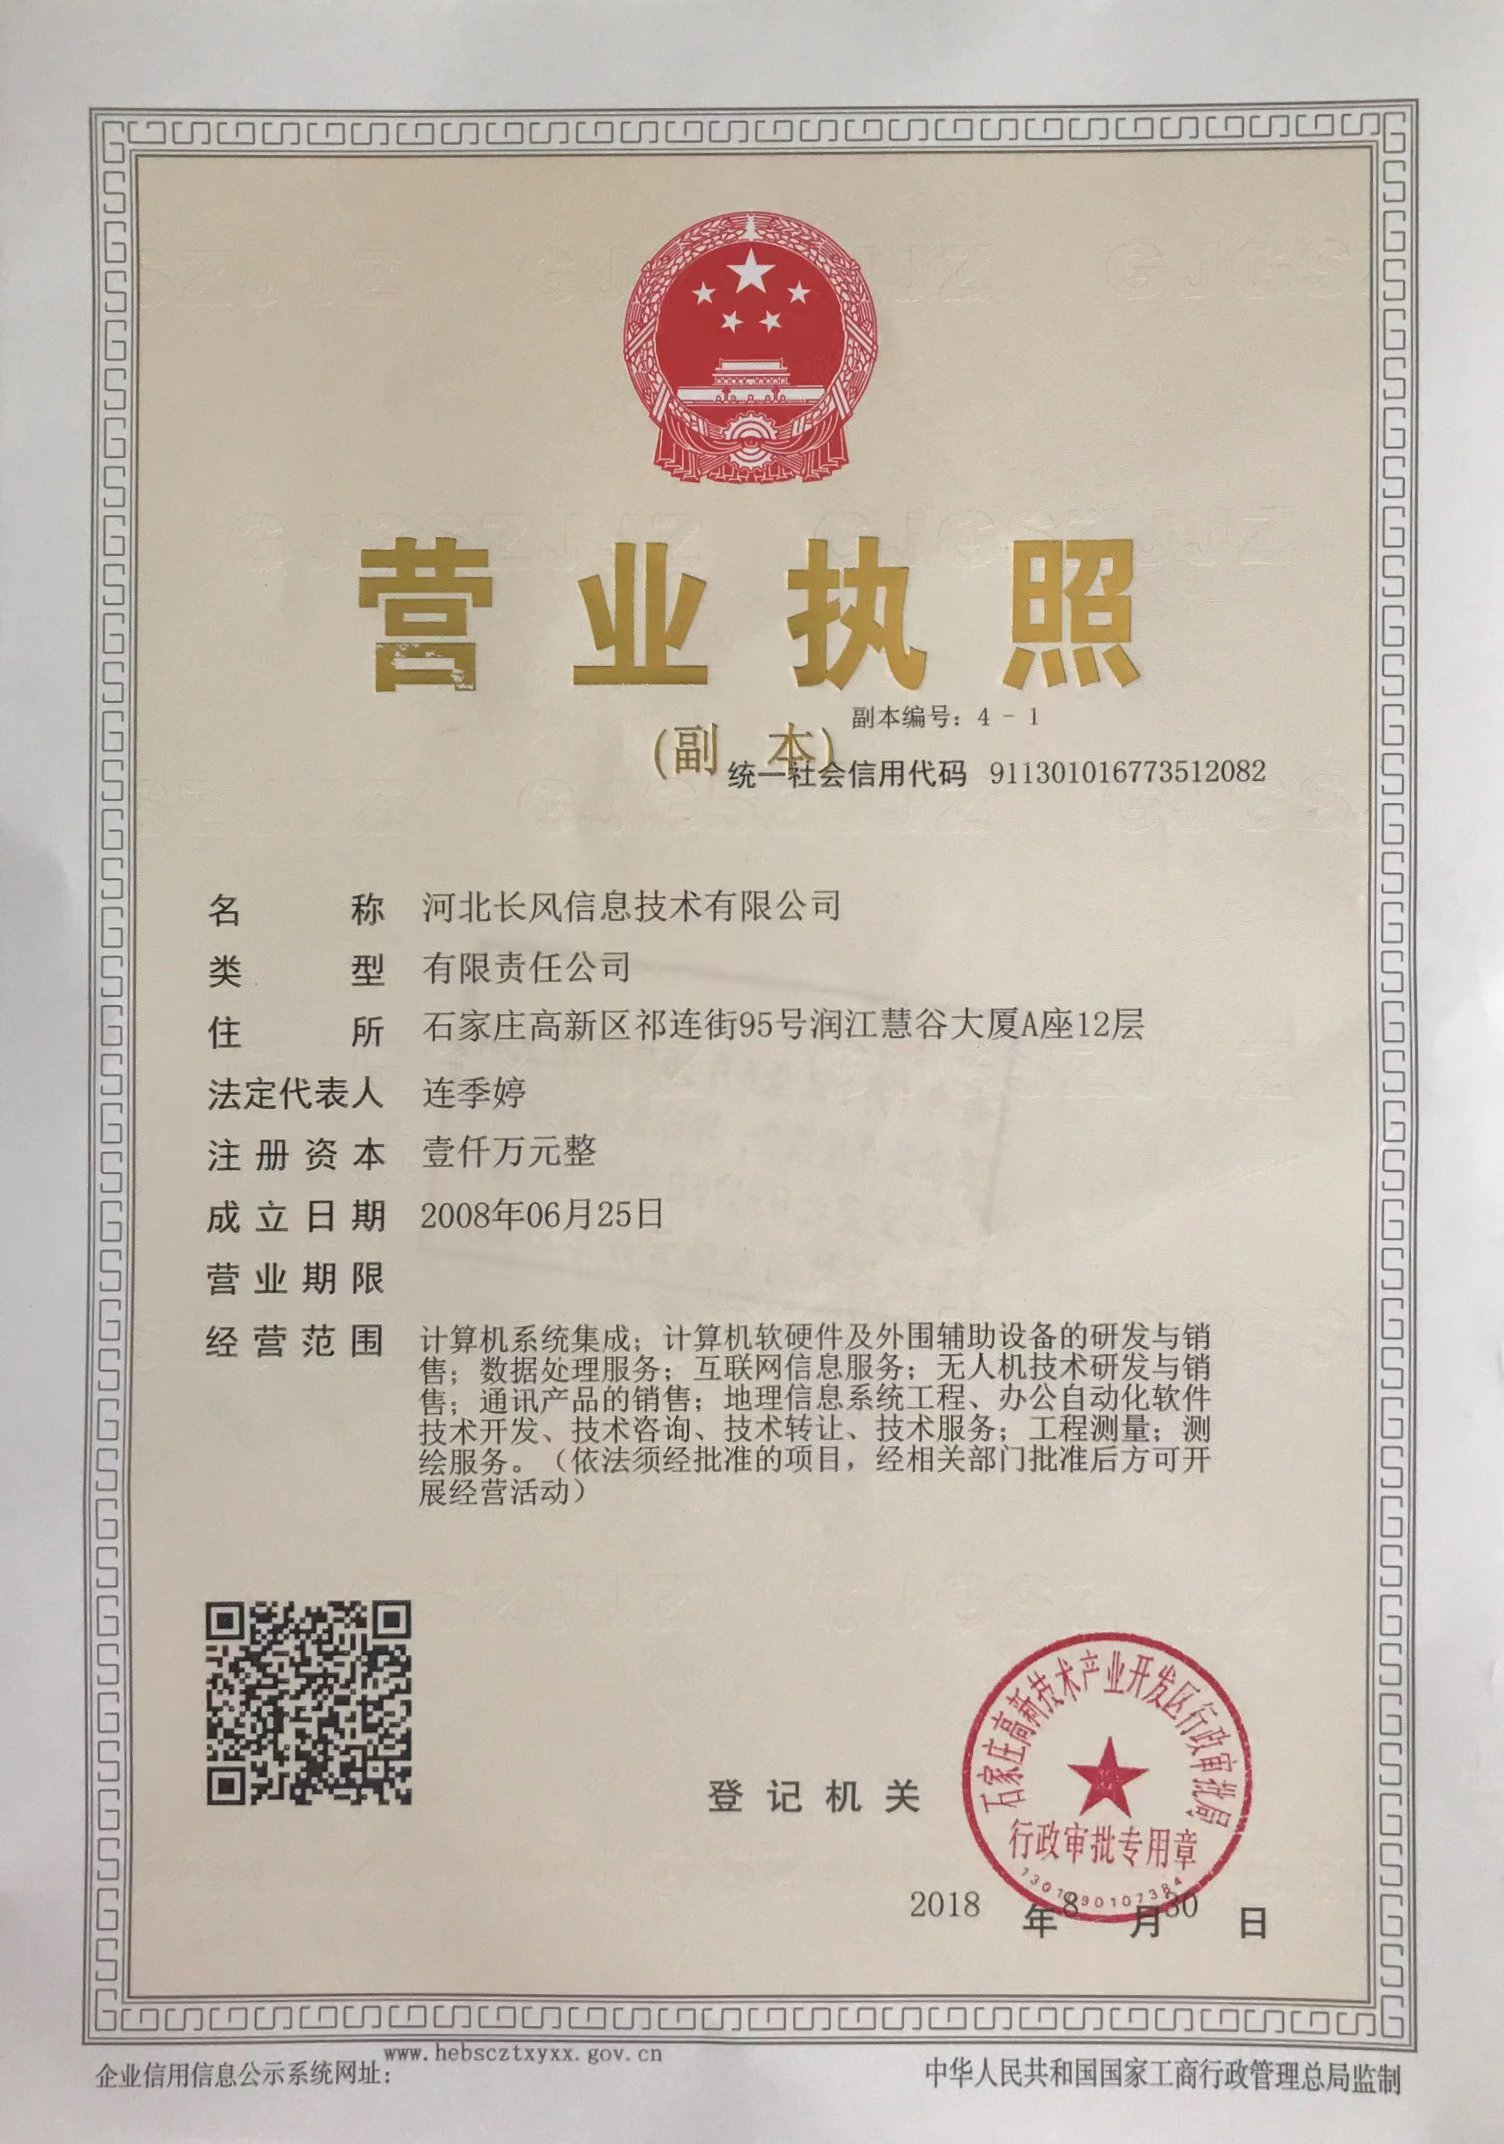 营业执照
(副 本)
副本编号：4－1
统一社会信用代码 911301016773512082
名称 河北长风信息技术有限公司
类型 有限责任公司
住所 石家庄高新区祁连街95号润江慧谷大厦A座12层
法定代表人 连季婷
注册资本 壹仟万元整
成立日期 2008年06月25日
营业期限
经营范围 计算机系统集成；计算机软硬件及外围辅助设备的研发与销
售；数据处理服务；互联网信息服务；无人机技术研发与销
售；通讯产品的销售；地理信息系统工程、办公自动化软件
技术开发、技术咨询、技术转让、技术服务；工程测量；测
绘服务。（依法须经批准的项目，经相关部门批准后方可开
展经营活动）
石家庄高新技术产业开发区行政审批局
行政审批专用章
登记机关
2018年8月30日
www.hebscztxyxx.gov.cn
企业信用信息公示系统网址：
中华人民共和国国家工商行政管理总局监制